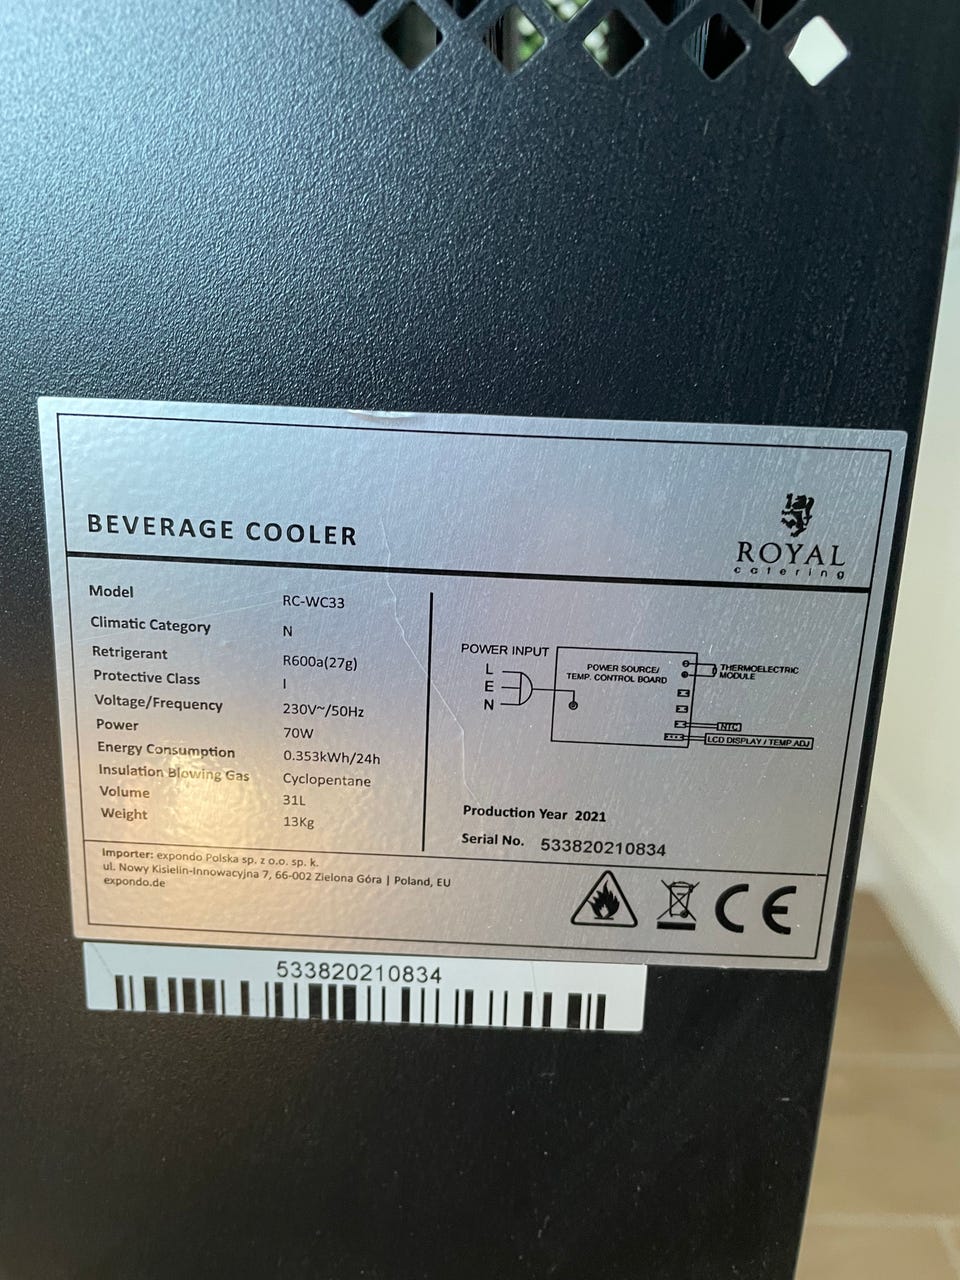 BEVERAGE COOLER
ROYAL
catering
Model RC-WC33
Climatic Category N
Retrigerant R600a(27g)
Protective Class I
Voltage/Frequency 230V~/50Hz
Power 70W
Energy Consumption 0.353kWh/24h
Insulation Blowing Gas Cyclopentane
Volume 31L
Weight 13Kg
POWER INPUT
L
E
N
POWER SOURCE/
TEMP. CONTROL BOARD
THERMOELECTRIC
MODULE
NTC
LCD DISPLAY / TEMP ADJ
Production Year 2021
Serial No. 533820210834
Importer: expondo Polska sp. z o.o. sp. k.
ul. Nowy Kisielin-Innowacyjna 7, 66-002 Zielona Góra | Poland, EU
expondo.de
CE
533820210834